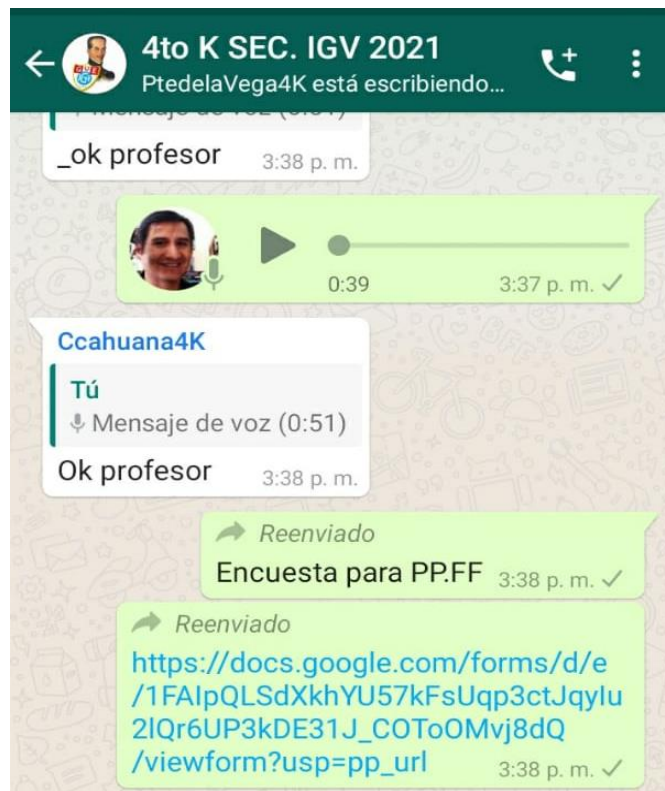 4to K SEC. IGV 2021
PtedelaVega4K está escribiendo...
_ok profesor 3:38 p. m.
0:39 3:37 p. m.
Ccahuana4K
Tú
Mensaje de voz (0:51)
Ok profesor 3:38 p. m.
Reenviado
Encuesta para PP.FF 3:38 p. m.
Reenviado
https://docs.google.com/forms/d/e
/1FAIpQLSdXkhYU57kFsUqp3ctJqyIu
2lQr6UP3kDE31J_COToOMvj8dQ
/viewform?usp=pp_url 3:38 p. m.